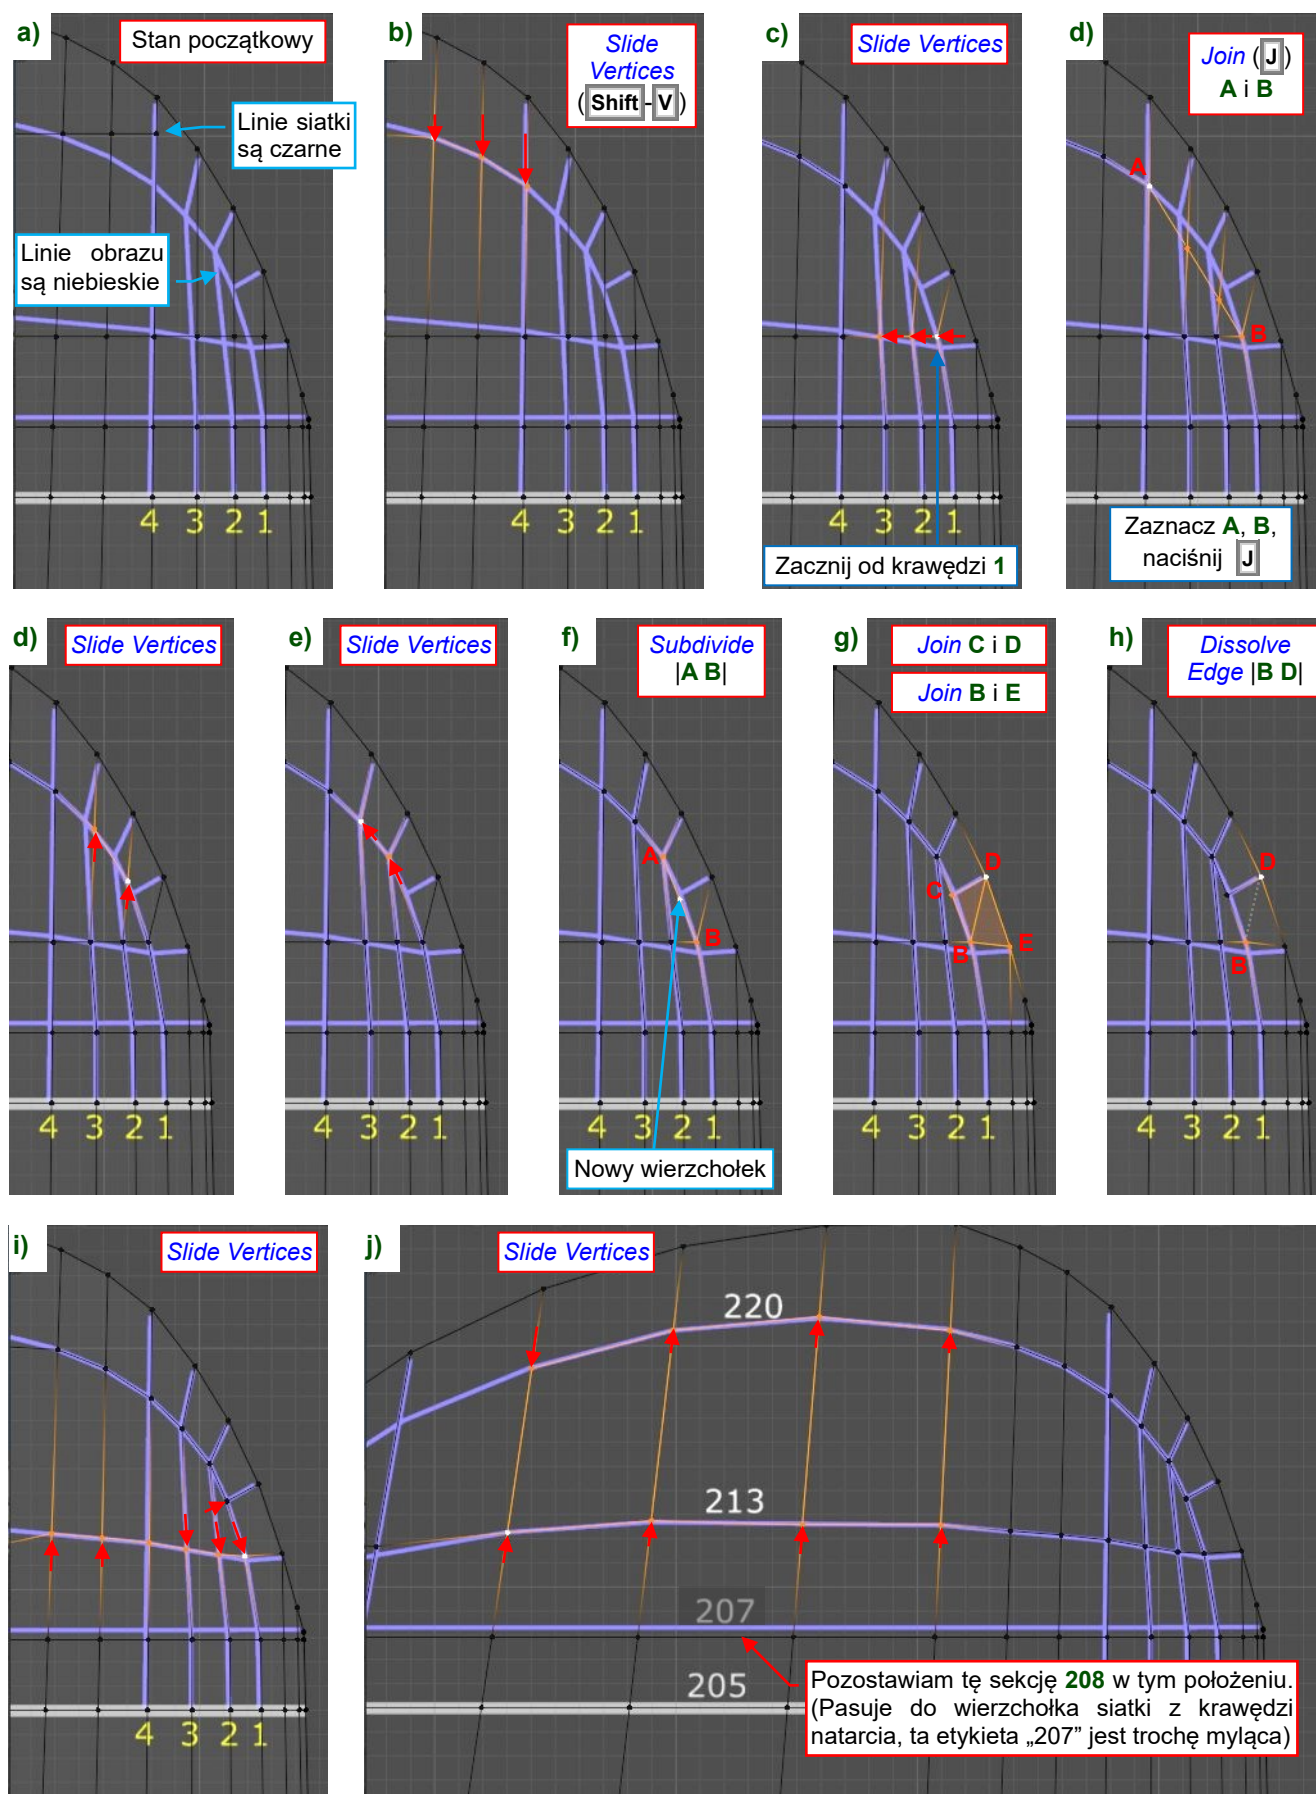 a)
Stan początkowy
Linie siatki
są czarne
Linie obrazu
są niebieskie
4 3 2 1
b)
Slide
Vertices
(Shift-V)
4 3 2 1
c)
Slide Vertices
4 3 2 1
Zacznij od krawędzi 1
d)
Join (J)
A i B
A
B
Zaznacz A, B,
naciśnij J
d)
Slide Vertices
4 3 2 1
e)
Slide Vertices
4 3 2 1
f)
Subdivide
|A B|
A
B
4 3 2 1
Nowy wierzchołek
g)
Join C i D
Join B i E
D
C
B
E
4 3 2 1
h)
Dissolve
Edge |B D|
D
B
4 3 2 1
i)
Slide Vertices
4 3 2 1
j)
Slide Vertices
220
213
207
205
Pozostawiam tę sekcję 208 w tym położeniu.
(Pasuje do wierzchołka siatki z krawędzi
natarcia, ta etykieta „207” jest trochę myląca)